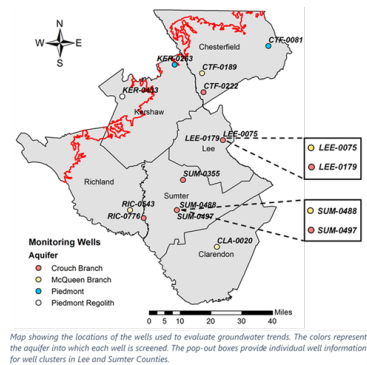 N
W
E
S
CTF-0081
Chesterfield
KER-0263
CTF-0189
KER-0433
CTF-0222
Kershaw
LEE-0075
LEE-0179
Lee
LEE-0075
LEE-0179
Richland
SUM-0355
Sumter
RIC-0543
SUM-0488
RIC-0776
SUM-0497
SUM-0488
SUM-0497
CLA-0020
Clarendon
Monitoring Wells
Aquifer
Crouch Branch
McQueen Branch
Piedmont
Piedmont Regolith
Miles
0 10 20 30 40
Map showing the locations of the wells used to evaluate groundwater trends. The colors represent
the aquifer into which each well is screened. The pop-out boxes provide individual well information
for well clusters in Lee and Sumter Counties.